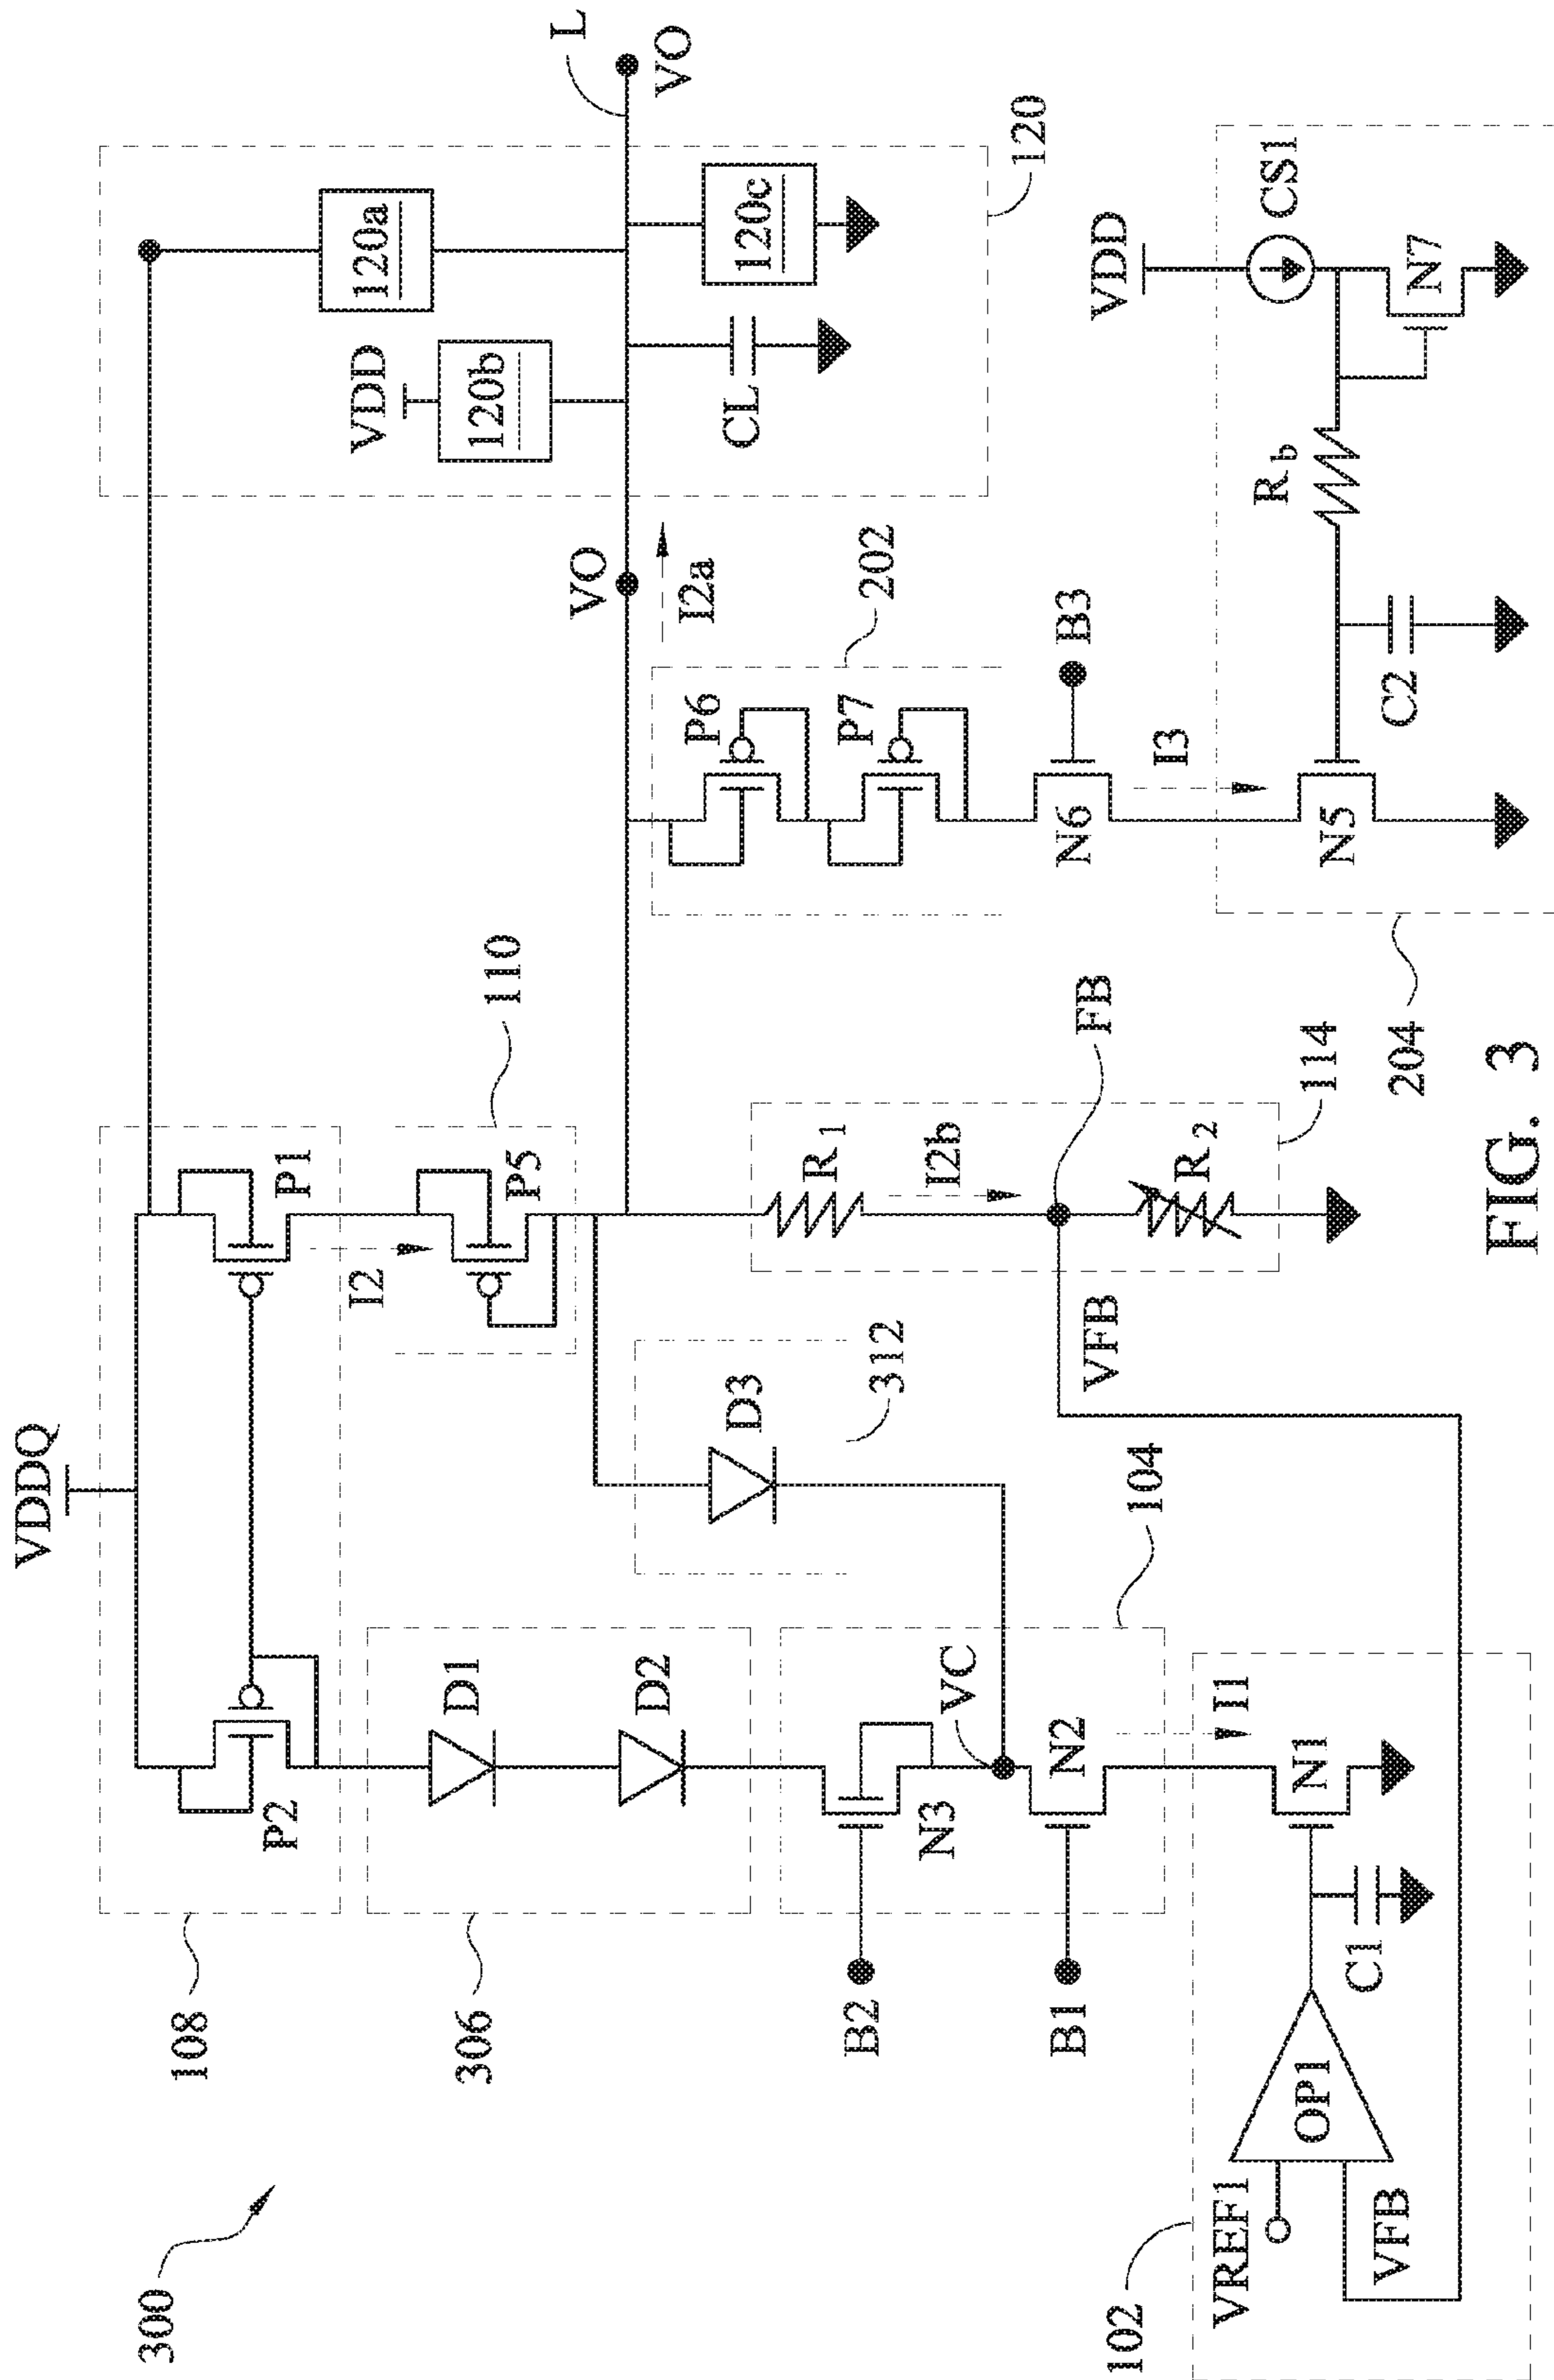 300
VDDQ
108
P2
P1
I2
110
P5
306
D1
D2
D3
312
B2
N3
VC
B1
N2
104
I1
102
VREF1
OP1
VFB
C1
N1
R1
I2b
FB
VFB
R2
114
VO
I2a
L
VO
120a
VDD
120b
CL
120c
120
P6
P7
202
N6
B3
I3
N5
204
C2
Rb
VDD
CS1
N7
FIG. 3